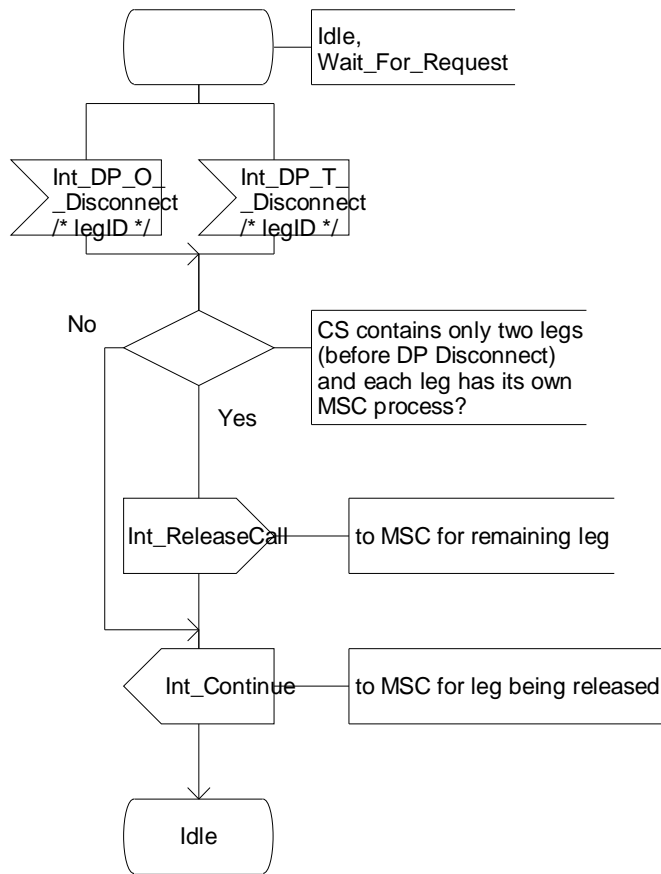 Idle,
Wait_For_Request
Int_DP_O_
_Disconnect
/* legID */
Int_DP_T_
_Disconnect
/* legID */
No
CS contains only two legs
(before DP Disconnect)
and each leg has its own
MSC process?
Yes
Int_ReleaseCall
to MSC for remaining leg
Int_Continue
to MSC for leg being released
Idle